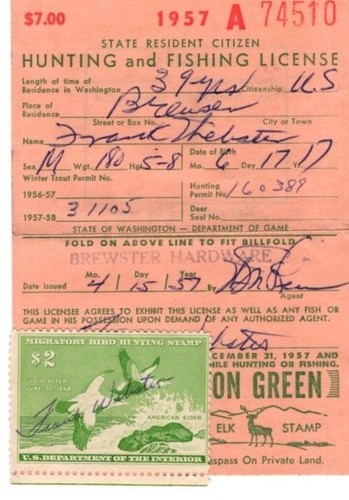 $7.00 1957 A 74510
STATE RESIDENT CITIZEN
HUNTING and FISHING LICENSE
Length of time of
Residence in Washington 39 yrs Citizenship U.S
Place of
Residence Brewster
Street or Box No. City or Town
Name Frank Webster
Sex M Wgt. 180 Hgt. 5-8 Date of Birth Mo. 6 Day 17 Yr. 17
Winter Trout Permit No.
1956-57 Hunting Permit No. 160389
1957-58 31105 Deer Seal No.
STATE OF WASHINGTON — DEPARTMENT OF GAME
FOLD ON ABOVE LINE TO FIT BILLFOLD
BREWSTER HARDWARE
Mo. Day Year
Date Issued 4 / 15 / 57 By
Agent
THIS LICENSEE AGREES TO EXHIBIT THIS LICENSE AS WELL AS ANY FISH OR
GAME IN HIS POSSESSION UPON DEMAND OF ANY AUTHORIZED AGENT.
Webster
DECEMBER 31, 1957 AND
WHILE HUNTING OR FISHING.
ON GREEN
ELK STAMP
respass On Private Land.
MIGRATORY BIRD HUNTING STAMP
$2
VOID AFTER
JUNE 30, 1958
Frank Webster
AMERICAN EIDER
U.S. DEPARTMENT OF THE INTERIOR